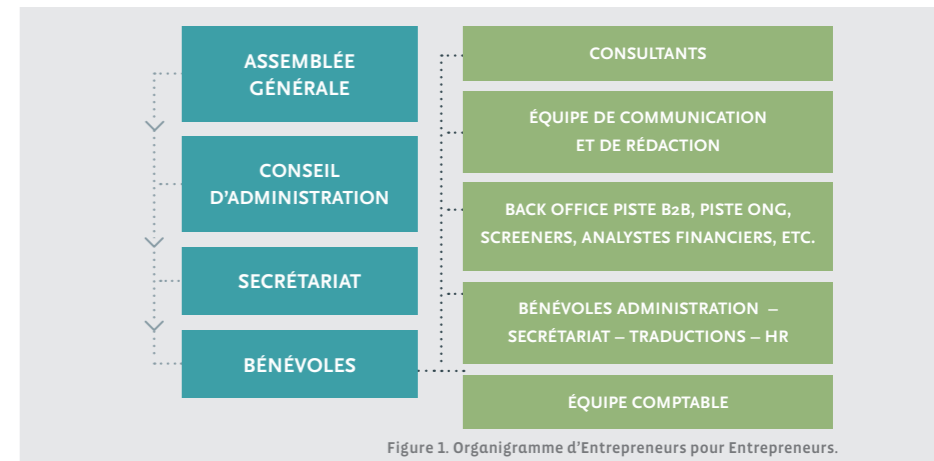 ASSEMBLÉE
GÉNÉRALE
CONSEIL
D'ADMINISTRATION
SECRÉTARIAT
BÉNÉVOLES
CONSULTANTS
ÉQUIPE DE COMMUNICATION
ET DE RÉDACTION
BACK OFFICE PISTE B2B, PISTE ONG,
SCREENERS, ANALYSTES FINANCIERS, ETC.
BÉNÉVOLES ADMINISTRATION –
SECRÉTARIAT – TRADUCTIONS – HR
ÉQUIPE COMPTABLE
Figure 1. Organigramme d'Entrepreneurs pour Entrepreneurs.